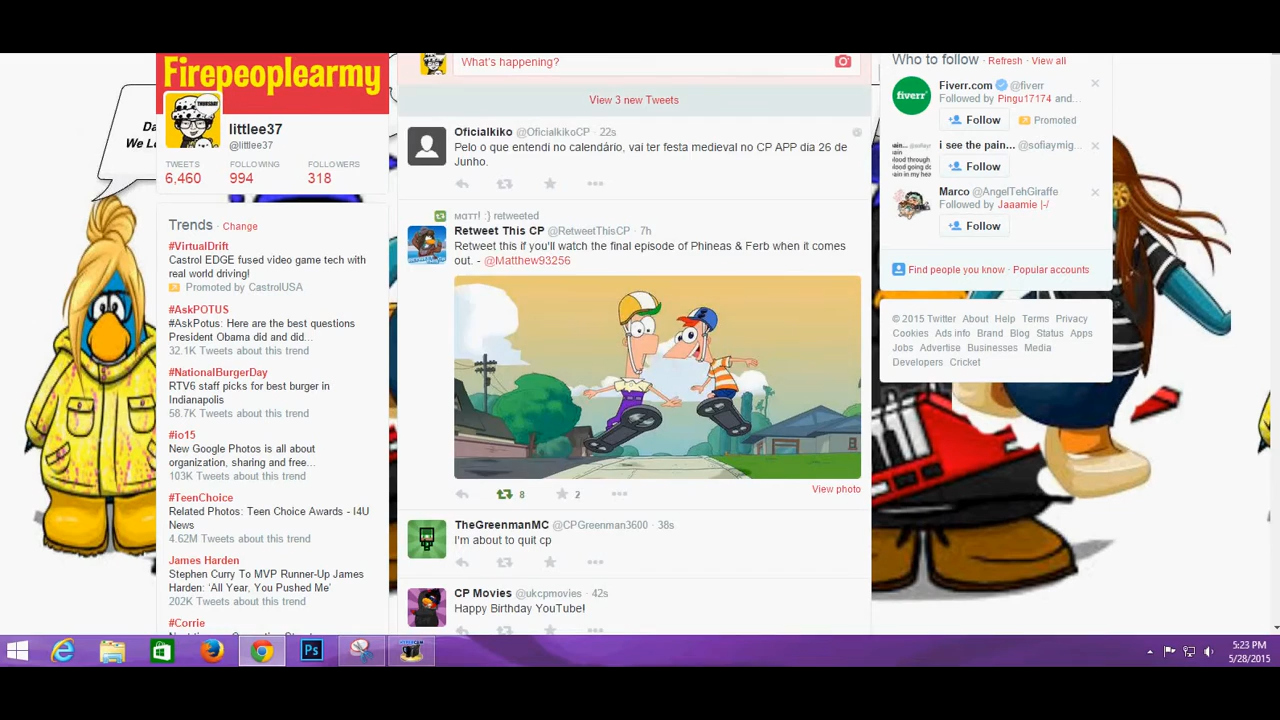 Firepeoplearmy
THURSDAY
littlee37
@littlee37
TWEETS
FOLLOWING
FOLLOWERS
6,460
994
318
Trends · Change
#VirtualDrift
Castrol EDGE fused video game tech with
real world driving!
Promoted by CastrolUSA
#AskPOTUS
#AskPotus: Here are the best questions
President Obama did and did...
32.1K Tweets about this trend
#NationalBurgerDay
RTV6 staff picks for best burger in
Indianapolis
58.7K Tweets about this trend
#io15
New Google Photos is all about
organization, sharing and free...
103K Tweets about this trend
#TeenChoice
Related Photos: Teen Choice Awards - I4U
News
4.62M Tweets about this trend
James Harden
Stephen Curry To MVP Runner-Up James
Harden: ‘All Year, You Pushed Me’
202K Tweets about this trend
#Corrie
What's happening?
View 3 new Tweets
Oficialkiko @OficialkikoCP · 22s
Pelo o que entendi no calendário, vai ter festa medieval no CP APP dia 26 de
Junho.
мαтт! :) retweeted
Retweet This CP @RetweetThisCP · 7h
Retweet this if you'll watch the final episode of Phineas & Ferb when it comes
out. - @Matthew93256
8
2
View photo
TheGreenmanMC @CPGreenman3600 · 38s
I'm about to quit cp
CP Movies @ukcpmovies · 42s
Happy Birthday YouTube!
Who to follow · Refresh · View all
fiverr
Fiverr.com @fiverr
Followed by Pingu17174 and...
Follow
Promoted
i see the pain... @sofiaymig...
Follow
Marco @AngelTehGiraffe
Followed by Jaaamie |-/
Follow
Find people you know · Popular accounts
© 2015 Twitter About Help Terms Privacy
Cookies Ads info Brand Blog Status Apps
Jobs Advertise Businesses Media
Developers Cricket
Da
We L
Ps
5:23 PM
5/28/2015